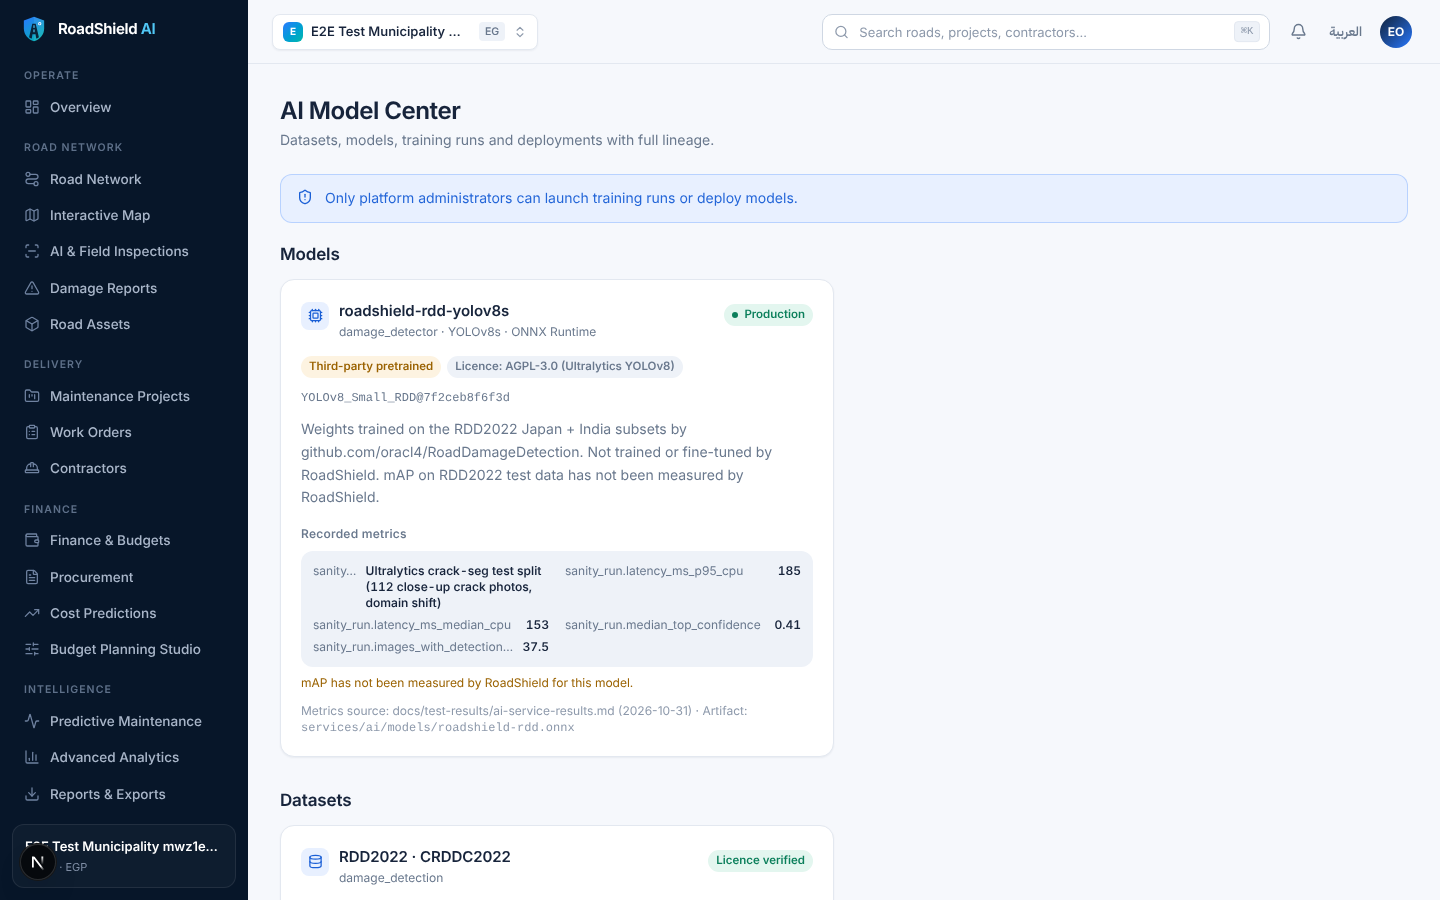 RoadShield AI
E2E Test Municipality ...
EG
Search roads, projects, contractors...
⌘K
العربية
EO
OPERATE
Overview
ROAD NETWORK
Road Network
Interactive Map
AI & Field Inspections
Damage Reports
Road Assets
DELIVERY
Maintenance Projects
Work Orders
Contractors
FINANCE
Finance & Budgets
Procurement
Cost Predictions
Budget Planning Studio
INTELLIGENCE
Predictive Maintenance
Advanced Analytics
Reports & Exports
Test Municipality mwz1e...
· EGP
N
AI Model Center
Datasets, models, training runs and deployments with full lineage.
Only platform administrators can launch training runs or deploy models.
Models
roadshield-rdd-yolov8s
Production
damage_detector · YOLOv8s · ONNX Runtime
Third-party pretrained
Licence: AGPL-3.0 (Ultralytics YOLOv8)
YOLOv8_Small_RDD@7f2ceb8f6f3d
Weights trained on the RDD2022 Japan + India subsets by
github.com/oracl4/RoadDamageDetection. Not trained or fine-tuned by
RoadShield. mAP on RDD2022 test data has not been measured by
RoadShield.
Recorded metrics
sanity...
Ultralytics crack-seg test split
(112 close-up crack photos,
domain shift)
sanity_run.latency_ms_p95_cpu 185
sanity_run.latency_ms_median_cpu 153
sanity_run.median_top_confidence 0.41
sanity_run.images_with_detection... 37.5
mAP has not been measured by RoadShield for this model.
Metrics source: docs/test-results/ai-service-results.md (2026-10-31) · Artifact:
services/ai/models/roadshield-rdd.onnx
Datasets
RDD2022 · CRDDC2022
Licence verified
damage_detection